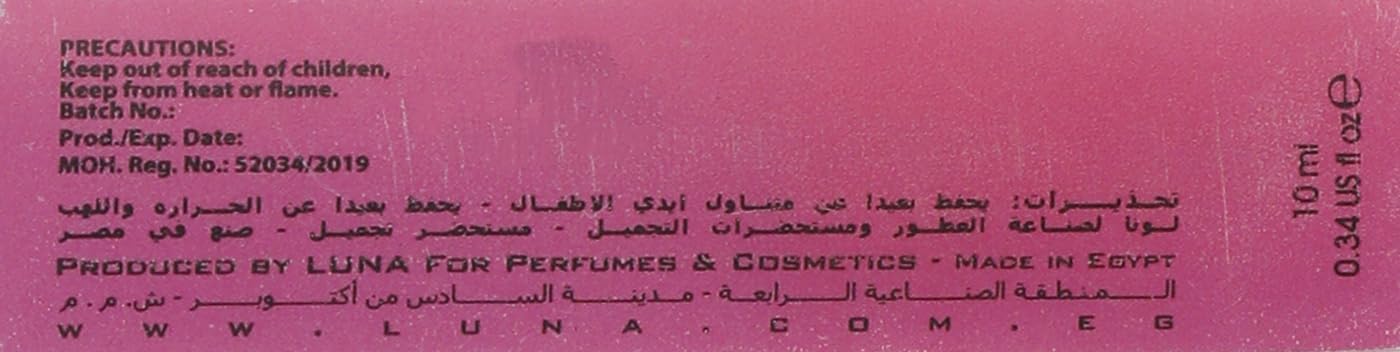 PRECAUTIONS:
Keep out of reach of children,
Keep from heat or flame.
Batch No.:
Prod./Exp. Date:
MOH. Reg. No.: 52034/2019
تحذيرات: يحفظ بعيدا عن متناول أيدي الاطفال - يحفظ بعيدا عن الحراره واللهب
لونا لصناعة العطور ومستحضرات التجميل - مستحضر تجميل - صنع في مصر
PRODUCED BY LUNA FOR PERFUMES & COSMETICS - MADE IN EGYPT
المنطقة الصناعية الرابعة - مدينة السادس من أكتوبر - ش.م.م
WWW.LUNA.COM.EG
10 ml
0.34 US fl oz ℮